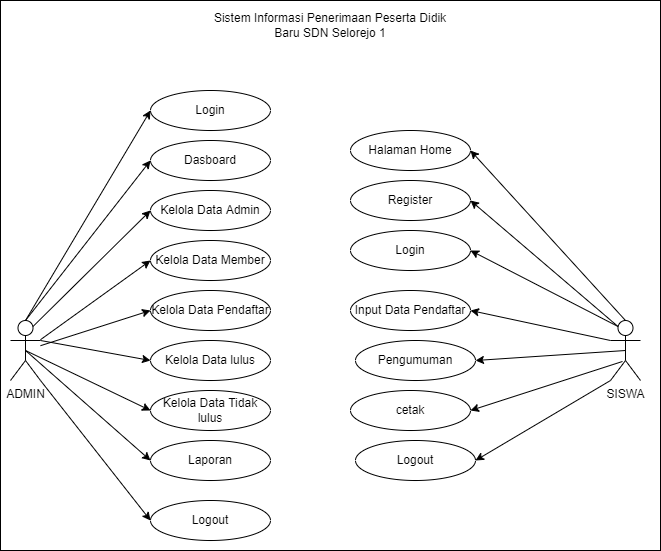 Sistem Informasi Penerimaan Peserta Didik
Baru SDN Selorejo 1
Login
Dasboard
Kelola Data Admin
Kelola Data Member
Kelola Data Pendaftar
Kelola Data lulus
Kelola Data Tidak
lulus
Laporan
Logout
ADMIN
Halaman Home
Register
Login
Input Data Pendaftar
Pengumuman
cetak
Logout
SISWA